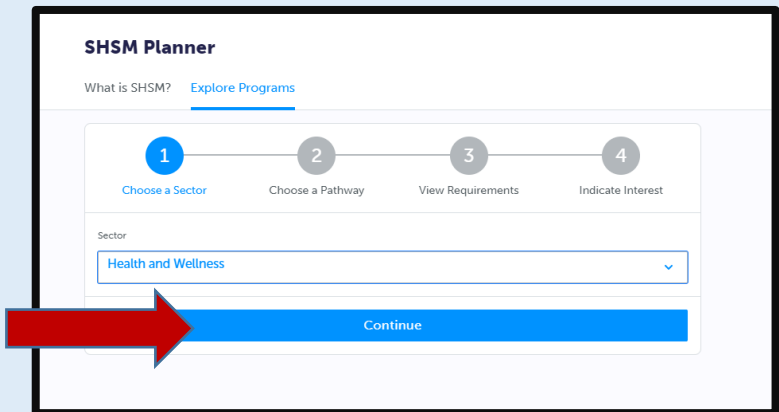 SHSM Planner
What is SHSM? Explore Programs
1 2 3 4
Choose a Sector Choose a Pathway View Requirements Indicate Interest
Sector
Health and Wellness
Continue